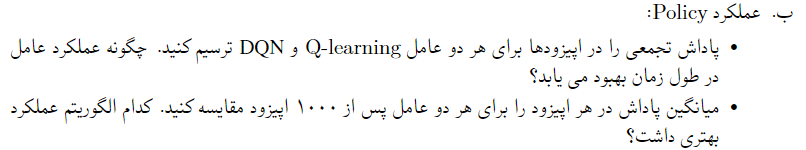 ب. عملکرد Policy:
• پاداش تجمعی را در اپیزودها برای هر دو عامل Q-learning و DQN ترسیم کنید. چگونه عملکرد عامل
در طول زمان بهبود می یابد؟
• میانگین پاداش در هر اپیزود را برای هر دو عامل پس از ۱۰۰۰ اپیزود مقایسه کنید. کدام الگوریتم عملکرد
بهتری داشت؟